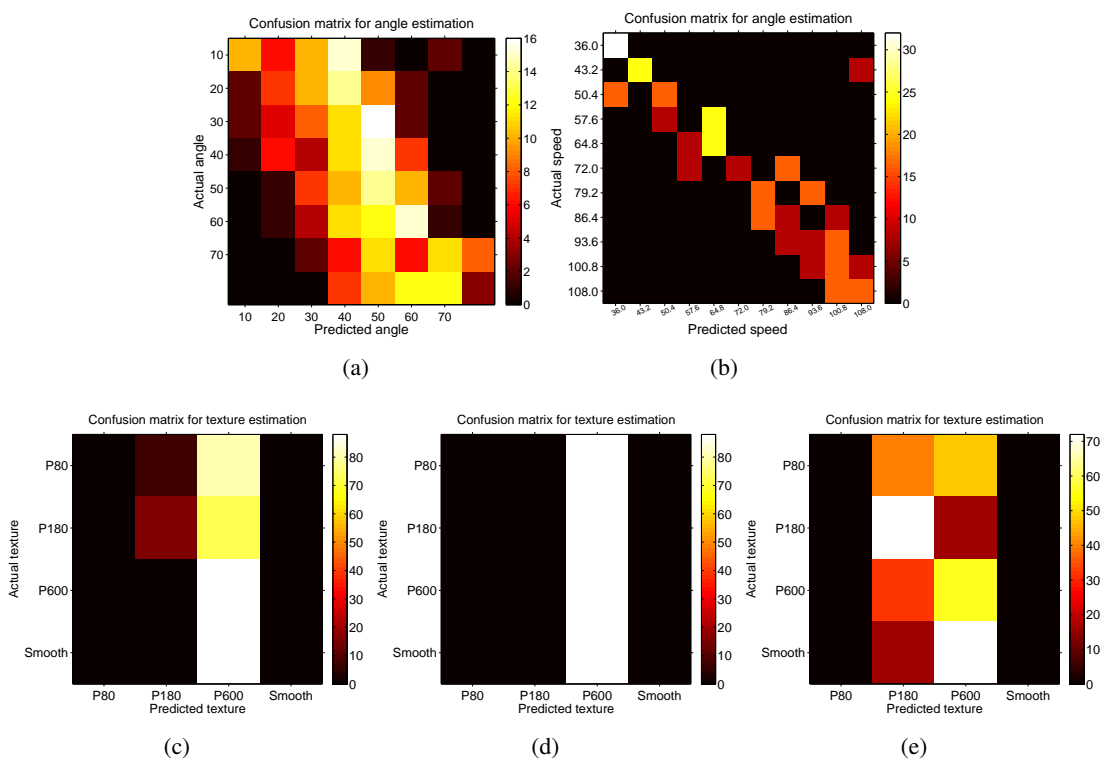 Confusion matrix for angle estimation
Actual angle
10
20
30
40
50
60
70
10 20 30 40 50 60 70
Predicted angle
16
14
12
10
8
6
4
2
0
(a)
Confusion matrix for angle estimation
Actual speed
36.0
43.2
50.4
57.6
64.8
72.0
79.2
86.4
93.6
100.8
108.0
36.0 43.2 50.4 57.6 64.8 72.0 79.2 86.4 93.6 100.8 108.0
Predicted speed
30
25
20
15
10
5
0
(b)
Confusion matrix for texture estimation
Actual texture
P80
P180
P600
Smooth
P80 P180 P600 Smooth
Predicted texture
80
70
60
50
40
30
20
10
0
(c)
Confusion matrix for texture estimation
Actual texture
P80
P180
P600
Smooth
P80 P180 P600 Smooth
Predicted texture
80
70
60
50
40
30
20
10
0
(d)
Confusion matrix for texture estimation
Actual texture
P80
P180
P600
Smooth
P80 P180 P600 Smooth
Predicted texture
70
60
50
40
30
20
10
0
(e)